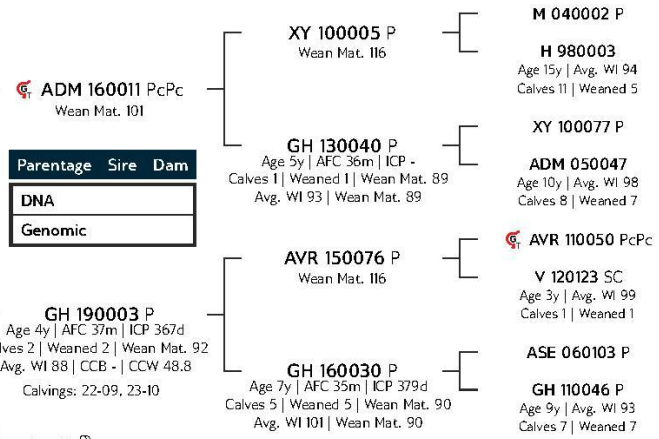 M 040002 P
XY 100005 P
Wean Mat. 116
H 980003
Age 15y | Avg. WI 94
Calves 11 | Weaned 5
ADM 160011 PcPc
Wean Mat. 101
XY 100077 P
GH 130040 P
Age 5y | AFC 36m | ICP -
Calves 1 | Weaned 1 | Wean Mat. 89
Avg. WI 93 | Wean Mat. 89
ADM 050047
Age 10y | Avg. WI 98
Calves 8 | Weaned 7
Parentage Sire Dam
DNA
Genomic
AVR 110050 PcPc
AVR 150076 P
Wean Mat. 116
V 120123 SC
Age 3y | Avg. WI 99
Calves 1 | Weaned 1
GH 190003 P
Age 4y | AFC 37m | ICP 367d
lves 2 | Weaned 2 | Wean Mat. 92
Avg. WI 88 | CCB - | CCW 48.8
Calvings: 22-09, 23-10
ASE 060103 P
GH 160030 P
Age 7y | AFC 35m | ICP 379d
Calves 5 | Weaned 5 | Wean Mat. 90
Avg. WI 101 | Wean Mat. 90
GH 110046 P
Age 9y | Avg. WI 93
Calves 7 | Weaned 7